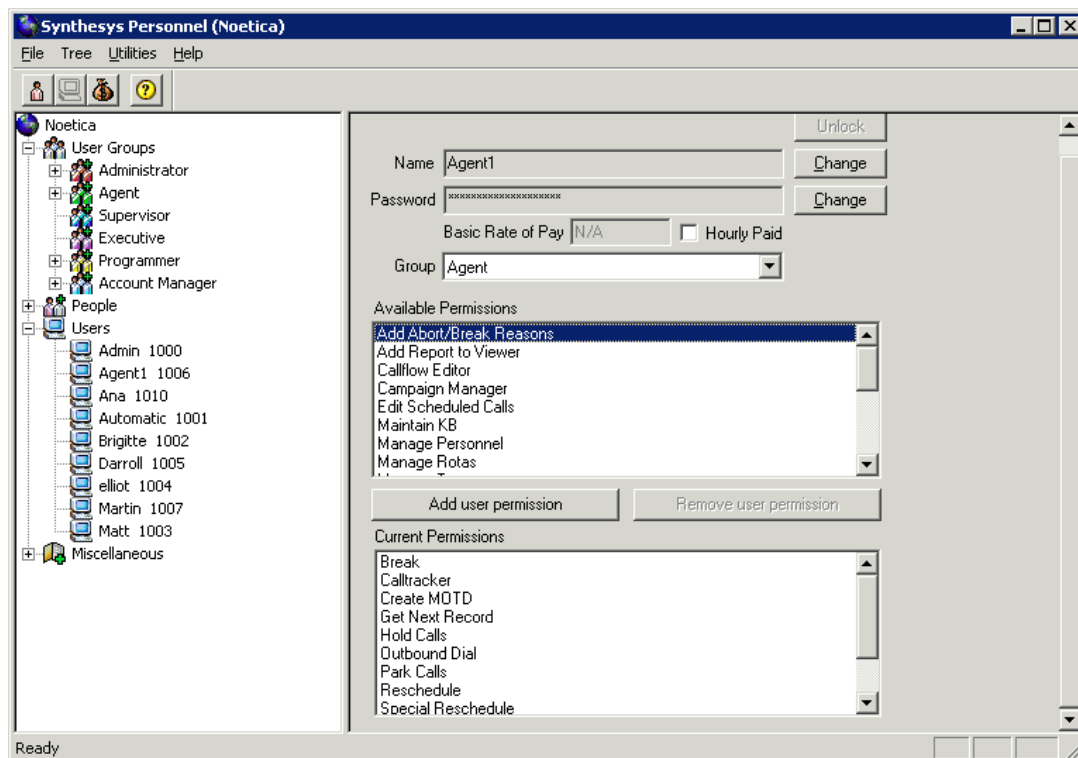 Synthesys Personnel (Noetica)
File Tree Utilities Help
Noetica
User Groups
Administrator
Agent
Supervisor
Executive
Programmer
Account Manager
People
Users
Admin 1000
Agent1 1006
Ana 1010
Automatic 1001
Brigitte 1002
Darroll 1005
elliot 1004
Martin 1007
Matt 1003
Miscellaneous
Unlock
Name Agent1 Change
Password ******************* Change
Basic Rate of Pay N/A Hourly Paid
Group Agent
Available Permissions
Add Abort/Break Reasons
Add Report to Viewer
Callflow Editor
Campaign Manager
Edit Scheduled Calls
Maintain KB
Manage Personnel
Manage Rotas
Add user permission Remove user permission
Current Permissions
Break
Calltracker
Create MOTD
Get Next Record
Hold Calls
Outbound Dial
Park Calls
Reschedule
Special Reschedule
Ready